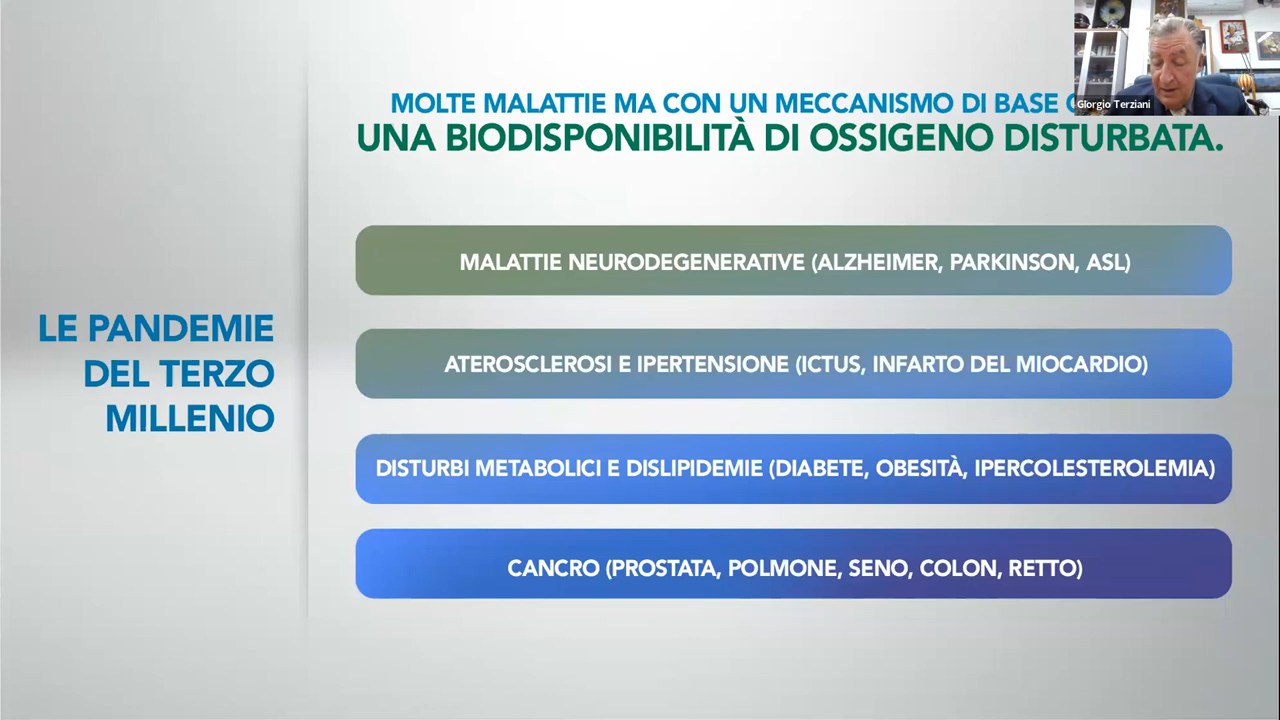 Giorgio Terziani
MOLTE MALATTIE MA CON UN MECCANISMO DI BASE
UNA BIODISPONIBILITÀ DI OSSIGENO DISTURBATA.
LE PANDEMIE
DEL TERZO
MILLENIO
MALATTIE NEURODEGENERATIVE (ALZHEIMER, PARKINSON, ASL)
ATEROSCLEROSI E IPERTENSIONE (ICTUS, INFARTO DEL MIOCARDIO)
DISTURBI METABOLICI E DISLIPIDEMIE (DIABETE, OBESITÀ, IPERCOLESTEROLEMIA)
CANCRO (PROSTATA, POLMONE, SENO, COLON, RETTO)